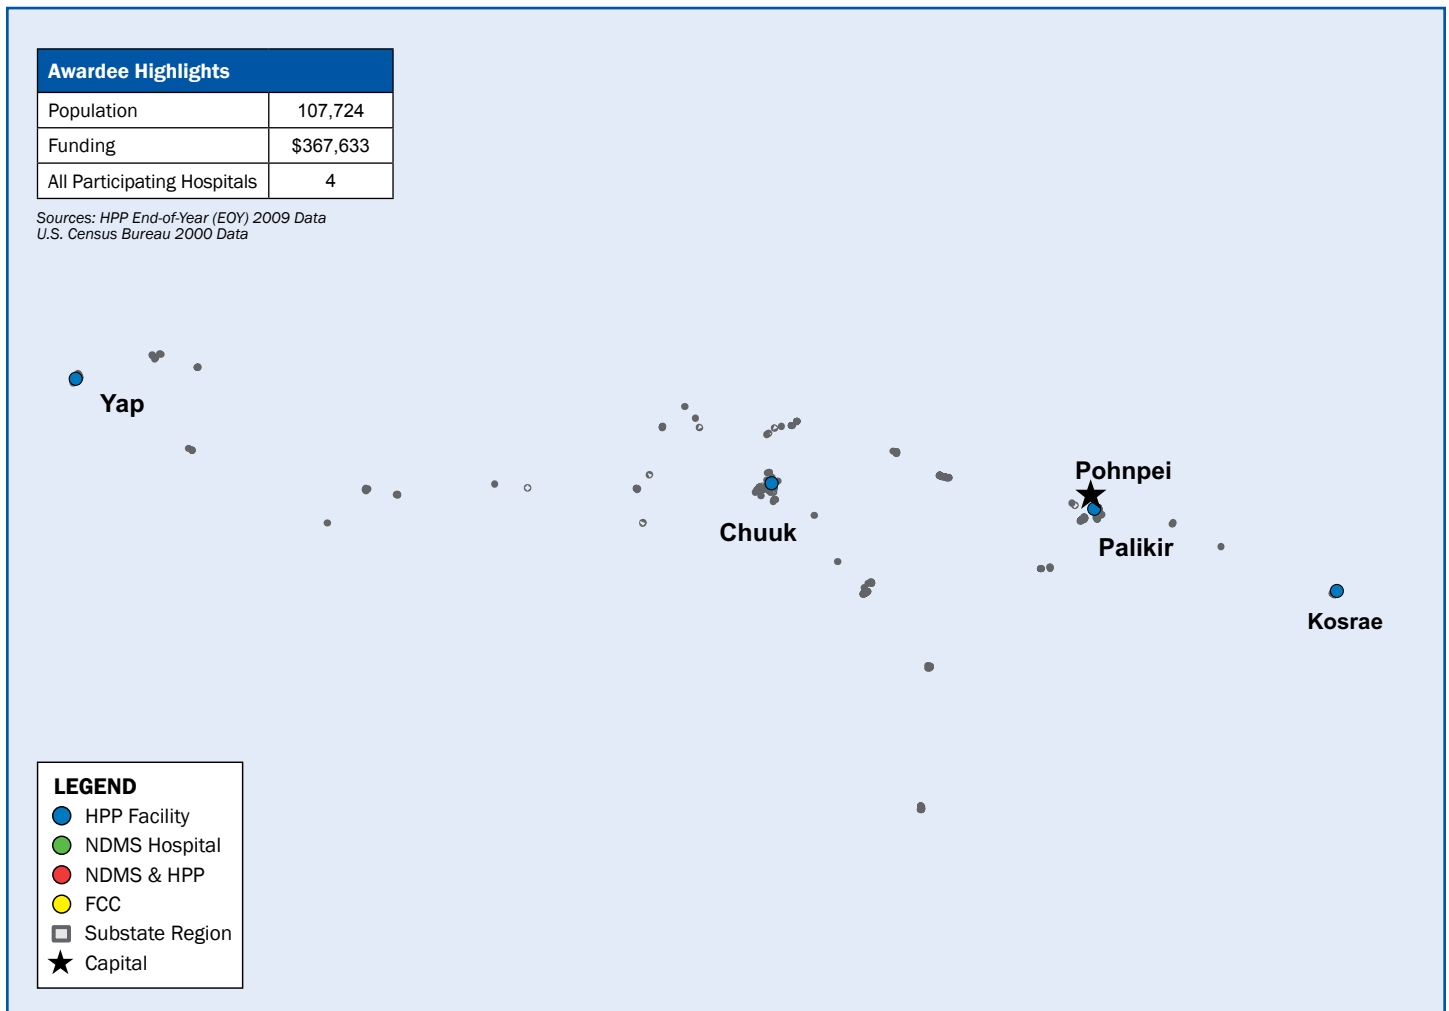 Awardee Highlights
Population 107,724
Funding $367,633
All Participating Hospitals 4
Sources: HPP End-of-Year (EOY) 2009 Data
U.S. Census Bureau 2000 Data
Yap
Chuuk
Pohnpei
Palikir
Kosrae
LEGEND
HPP Facility
NDMS Hospital
NDMS & HPP
FCC
Substate Region
Capital